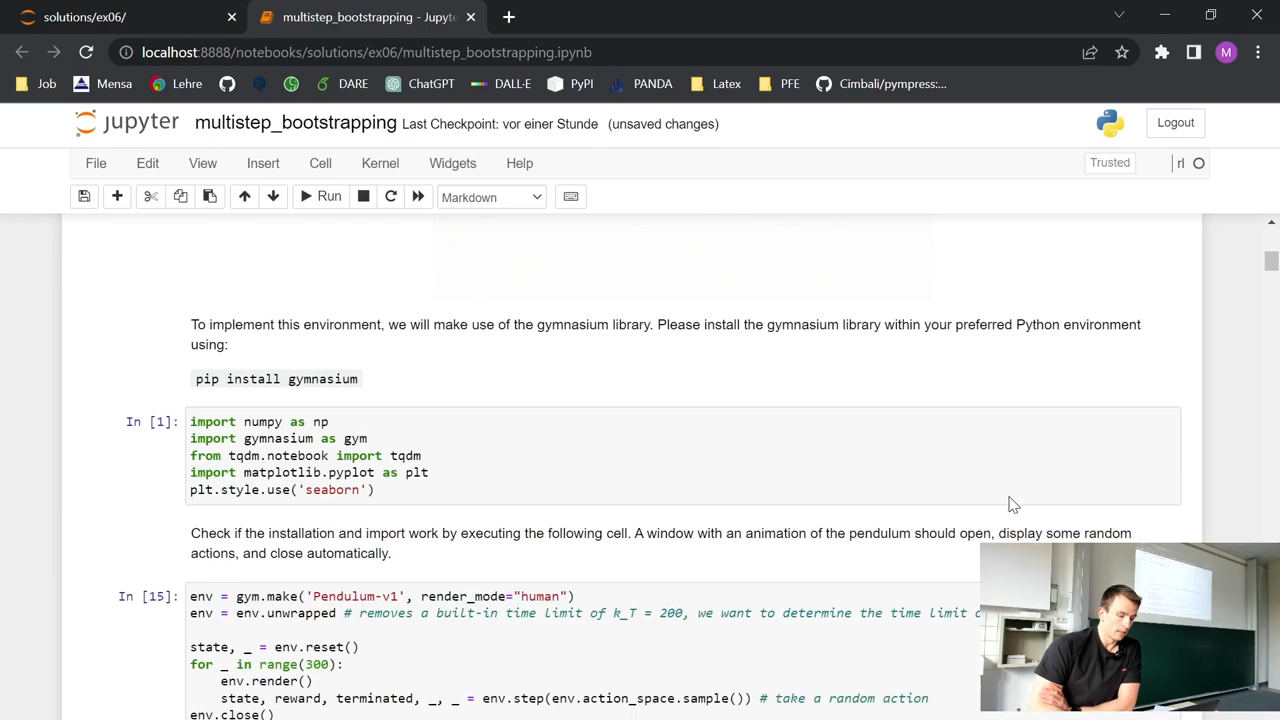 solutions/ex06/
multistep_bootstrapping - Jupyte
localhost:8888/notebooks/solutions/ex06/multistep_bootstrapping.ipynb
M
Job Mensa Lehre DARE ChatGPT DALL-E PyPI PANDA Latex PFE Cimbali/pympress:...
jupyter multistep_bootstrapping Last Checkpoint: vor einer Stunde (unsaved changes) Logout
File Edit View Insert Cell Kernel Widgets Help Trusted rl
Run Markdown
To implement this environment, we will make use of the gymnasium library. Please install the gymnasium library within your preferred Python environment
using:
pip install gymnasium
In [1]: import numpy as np
import gymnasium as gym
from tqdm.notebook import tqdm
import matplotlib.pyplot as plt
plt.style.use('seaborn')
Check if the installation and import work by executing the following cell. A window with an animation of the pendulum should open, display some random
actions, and close automatically.
In [15]: env = gym.make('Pendulum-v1', render_mode="human")
env = env.unwrapped # removes a built-in time limit of k_T = 200, we want to determine the time limit
state, _ = env.reset()
for _ in range(300):
env.render()
state, reward, terminated, _, _ = env.step(env.action_space.sample()) # take a random action
env.close()